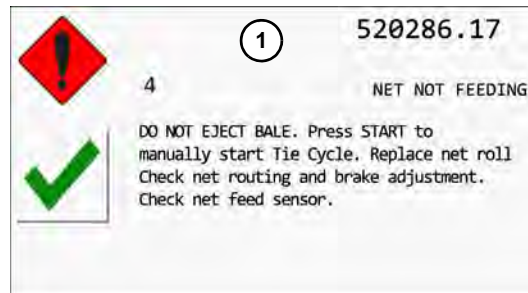 1
520286.17
4
NET NOT FEEDING
DO NOT EJECT BALE. Press START to
manually start Tie Cycle. Replace net roll
Check net routing and brake adjustment.
Check net feed sensor.